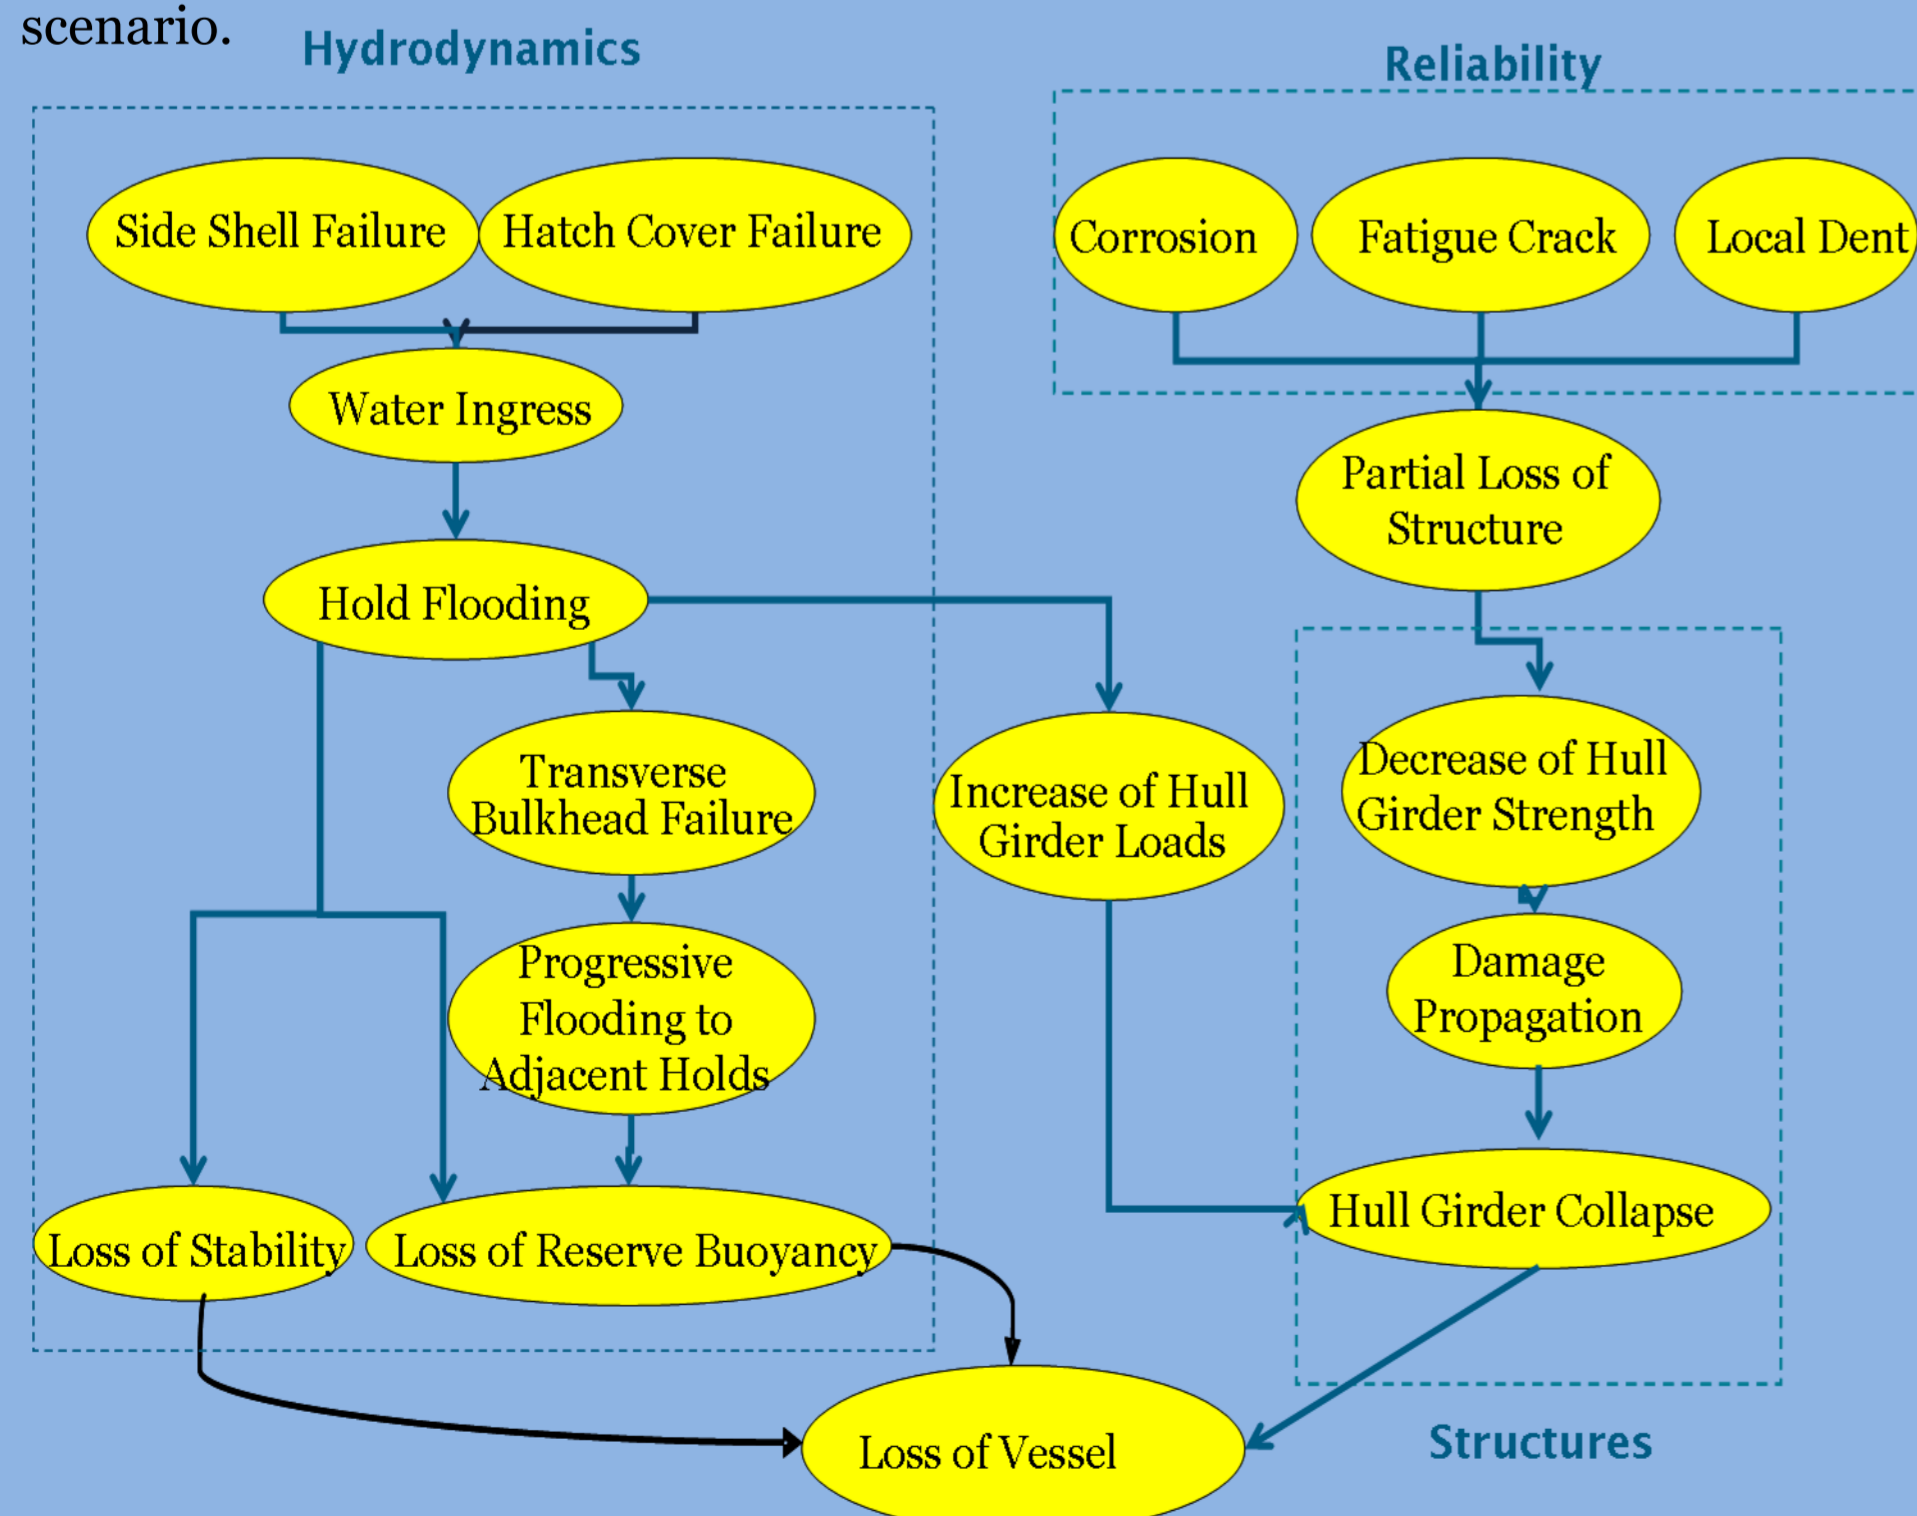 scenario.
Hydrodynamics
Reliability
Side Shell Failure
Hatch Cover Failure
Corrosion
Fatigue Crack
Local Dent
Water Ingress
Partial Loss of
Structure
Hold Flooding
Transverse
Bulkhead Failure
Increase of Hull
Girder Loads
Decrease of Hull
Girder Strength
Progressive
Flooding to
Adjacent Holds
Damage
Propagation
Loss of Stability
Loss of Reserve Buoyancy
Hull Girder Collapse
Loss of Vessel
Structures